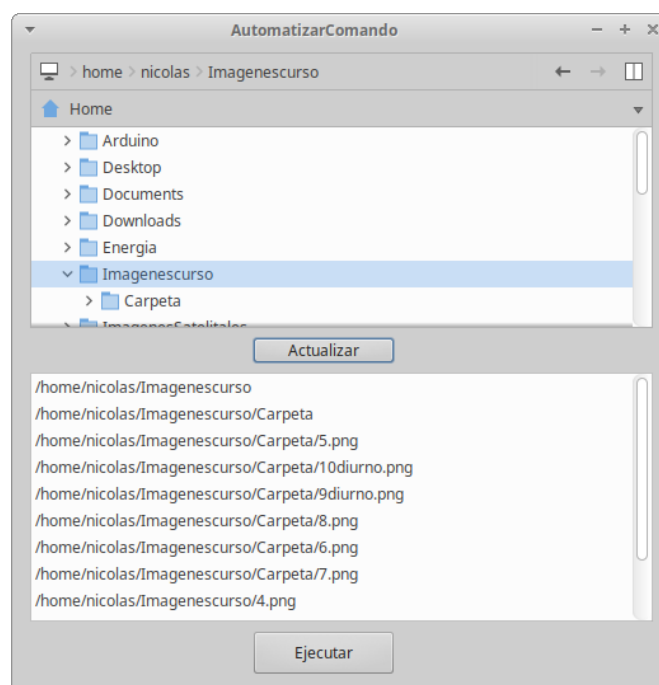 AutomatizarComando
home > nicolas > Imagenescurso
Home
Arduino
Desktop
Documents
Downloads
Energia
Imagenescurso
Carpeta
ImagenesSatelitales
Actualizar
/home/nicolas/Imagenescurso
/home/nicolas/Imagenescurso/Carpeta
/home/nicolas/Imagenescurso/Carpeta/5.png
/home/nicolas/Imagenescurso/Carpeta/10diurno.png
/home/nicolas/Imagenescurso/Carpeta/9diurno.png
/home/nicolas/Imagenescurso/Carpeta/8.png
/home/nicolas/Imagenescurso/Carpeta/6.png
/home/nicolas/Imagenescurso/Carpeta/7.png
/home/nicolas/Imagenescurso/4.png
Ejecutar